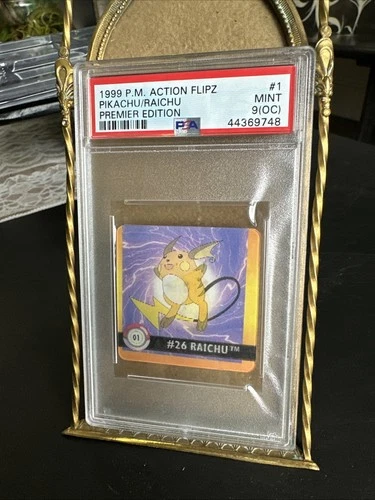 1999 P.M. ACTION FLIPZ #1
PIKACHU/RAICHU MINT
PREMIER EDITION 9(OC)
PSA 44369748
01
#26 RAICHU™